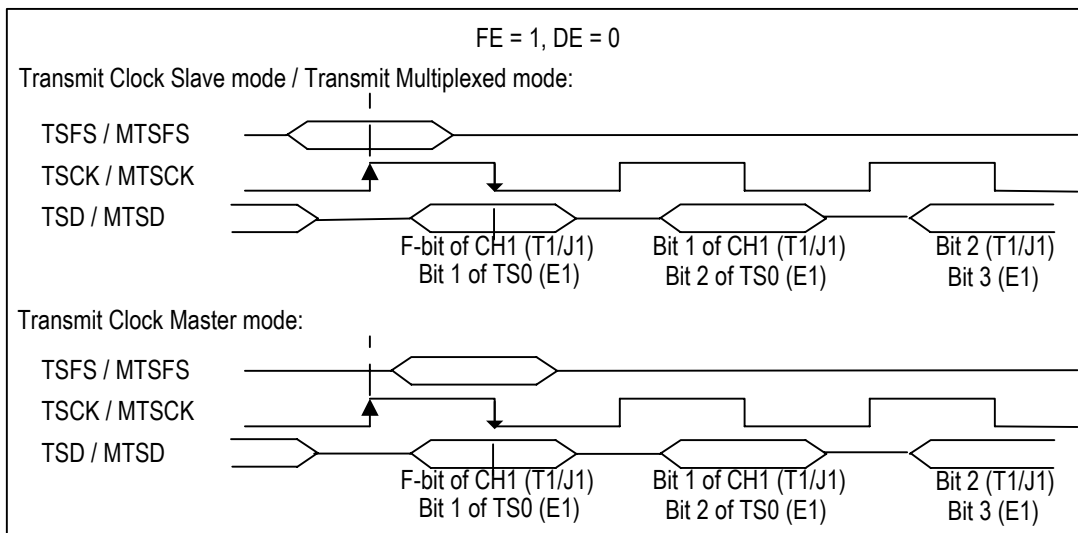 FE = 1, DE = 0
Transmit Clock Slave mode / Transmit Multiplexed mode:
TSFS / MTSFS
TSCK / MTSCK
TSD / MTSD
F-bit of CH1 (T1/J1) Bit 1 of CH1 (T1/J1) Bit 2 (T1/J1)
Bit 1 of TS0 (E1) Bit 2 of TS0 (E1) Bit 3 (E1)
Transmit Clock Master mode:
TSFS / MTSFS
TSCK / MTSCK
TSD / MTSD
F-bit of CH1 (T1/J1) Bit 1 of CH1 (T1/J1) Bit 2 (T1/J1)
Bit 1 of TS0 (E1) Bit 2 of TS0 (E1) Bit 3 (E1)